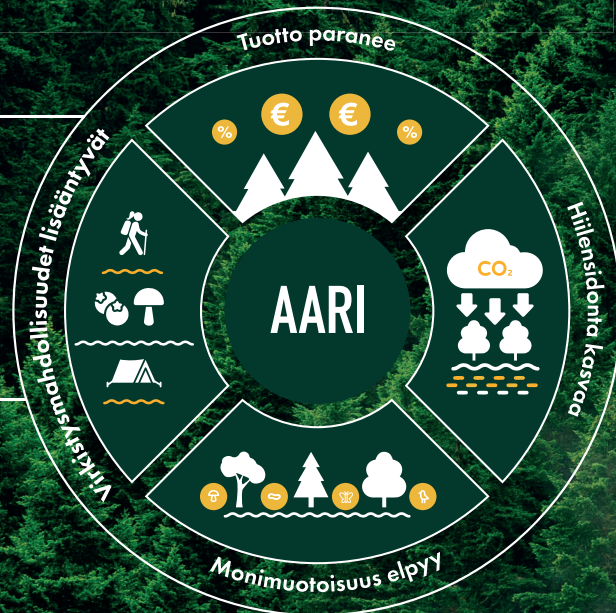 Tuotto paranee
% € € %
Virkistysmahdollisuudet lisääntyvät
AARI
CO₂
Hiilensidonta kasvaa
Monimuotoisuus elpyy